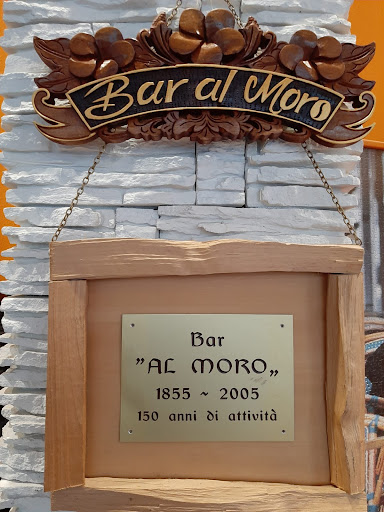 Bar al Moro
Bar
"AL MORO„
1855 ~ 2005
150 anni di attività